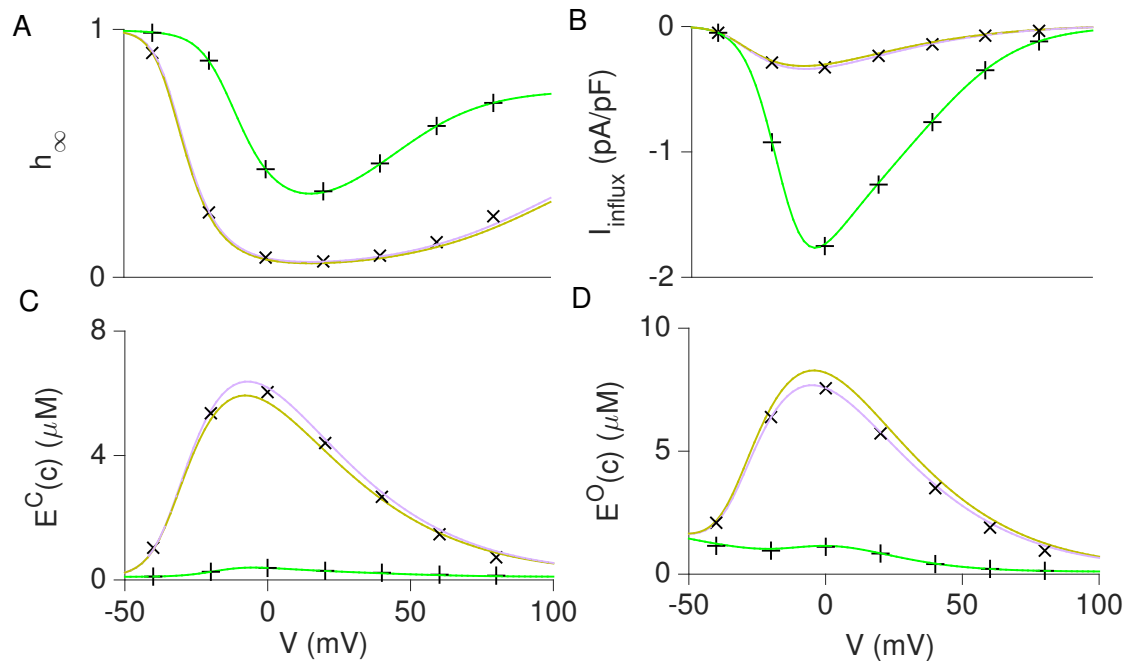 A
B
1
0
h∞
0
-1
-2
I_influx (pA/pF)
C
D
8
4
0
E^C(c) (μM)
-50 0 50 100
V (mV)
10
5
0
E^O(c) (μM)
-50 0 50 100
V (mV)